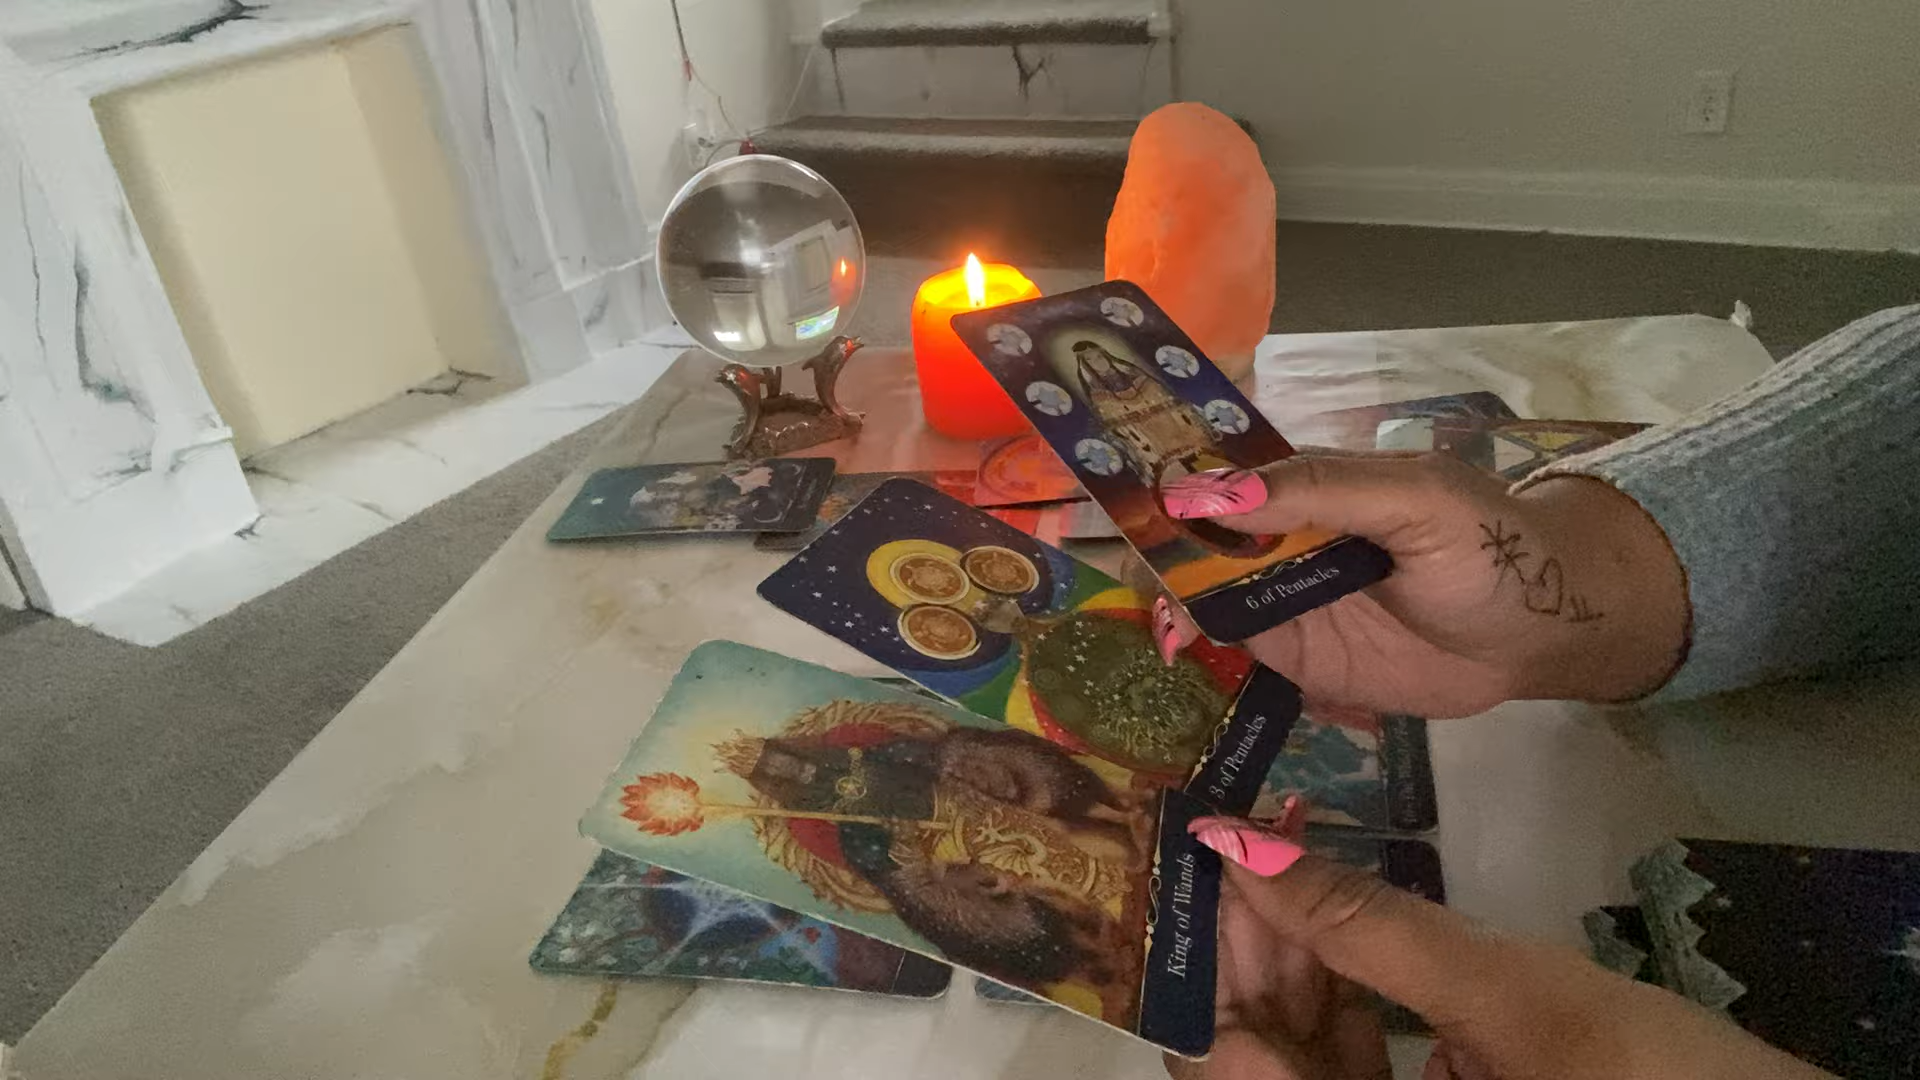 6 of Pentacles
3 of Pentacles
King of Wands